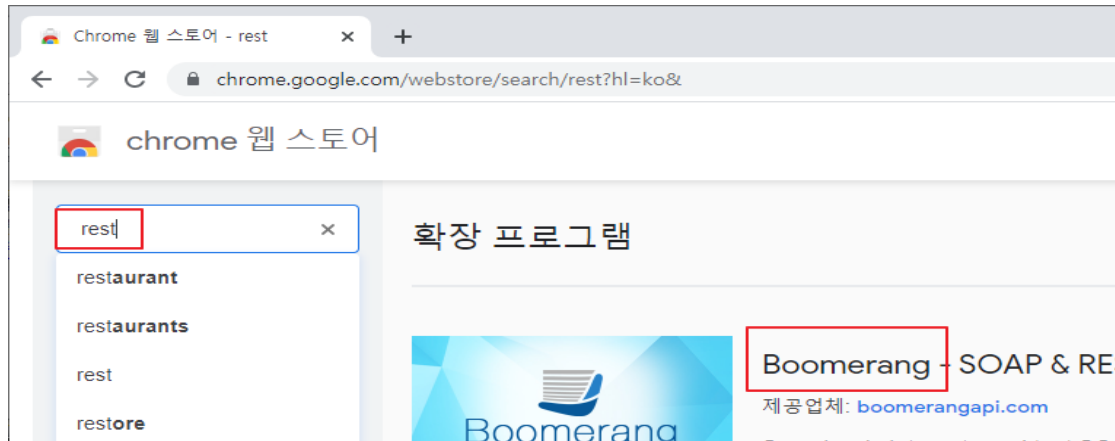 Chrome 웹 스토어 - rest
chrome.google.com/webstore/search/rest?hl=ko&
chrome 웹 스토어
rest
restaurant
restaurants
rest
restore
확장 프로그램
Boomerang
Boomerang - SOAP & RE
제공업체: boomerangapi.com